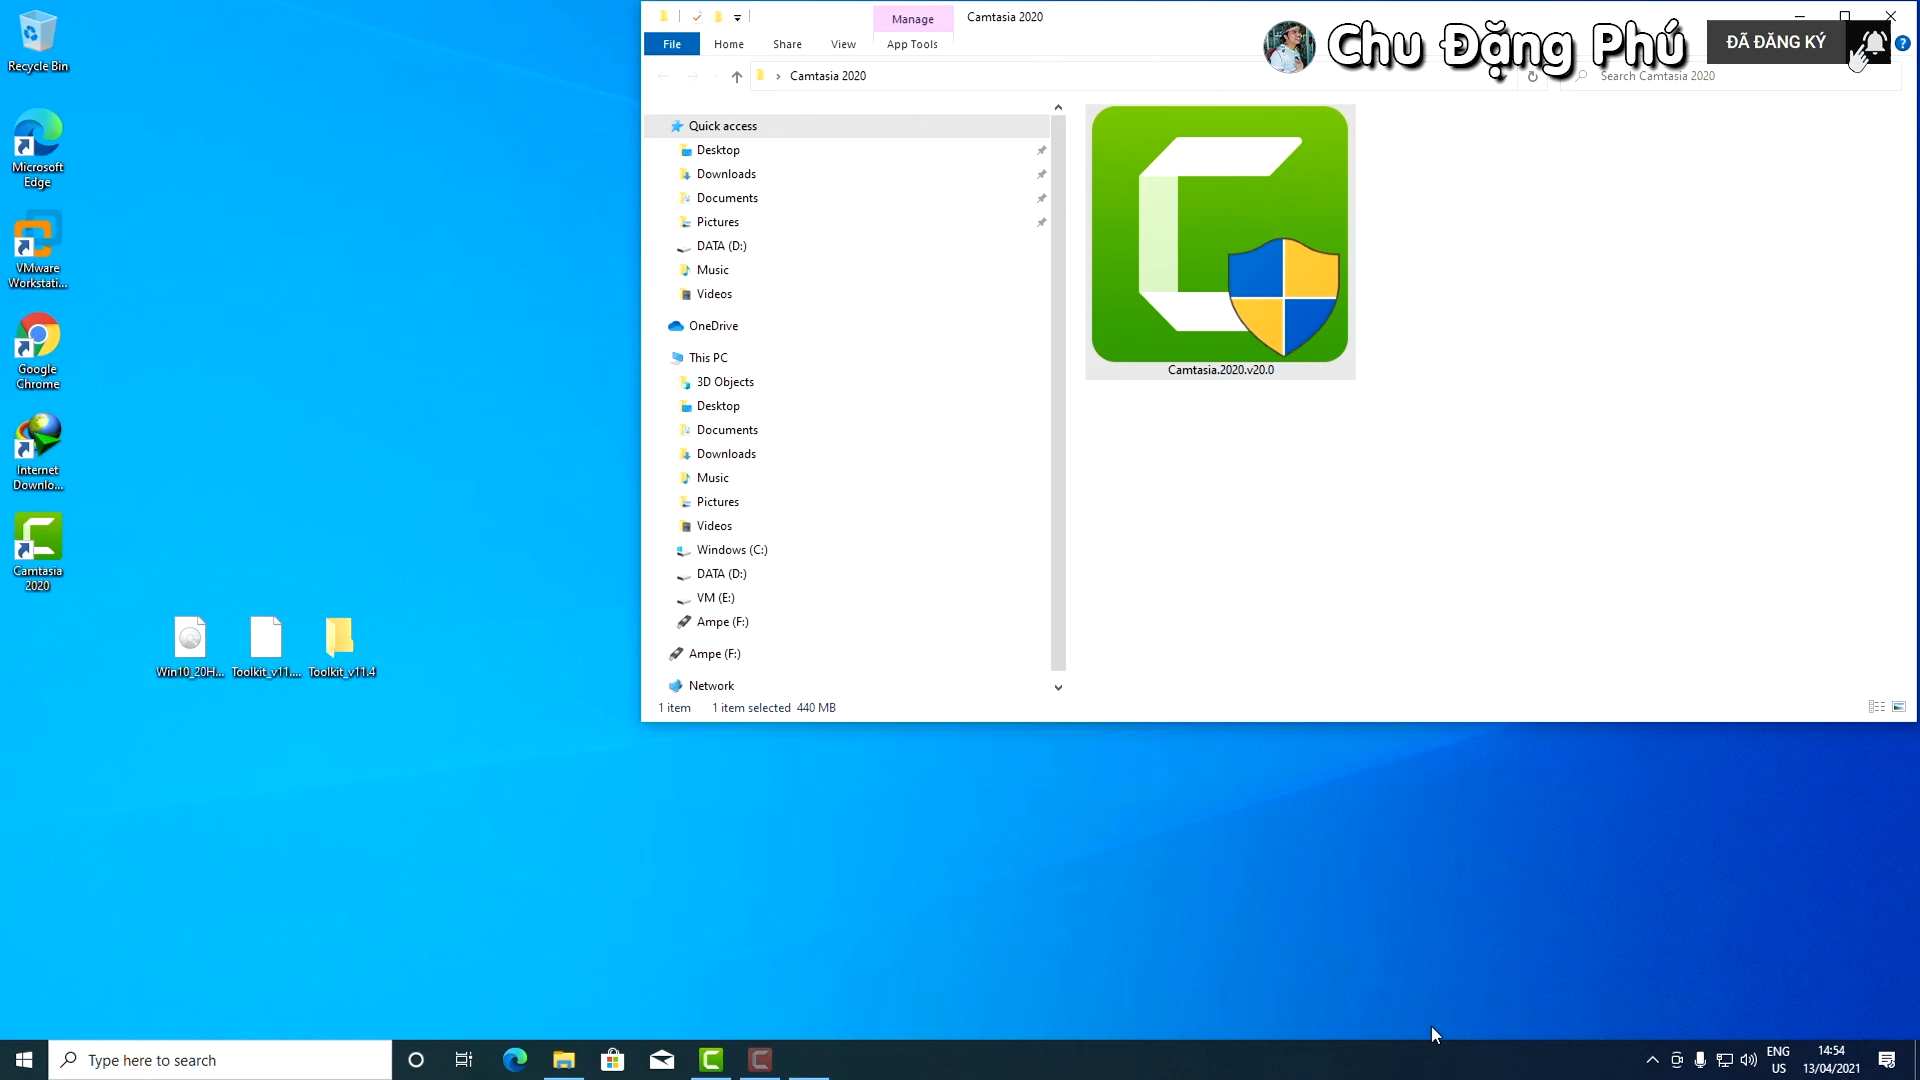 Recycle Bin
Microsoft
Edge
VMware
Workstati...
Google
Chrome
Internet
Downlo...
Camtasia
2020
Win10_20H...
Toolkit_v11....
Toolkit_v11.4
Manage
Camtasia 2020
File
Home
Share
View
App Tools
Chu Đặng Phú
ĐÃ ĐĂNG KÝ
Camtasia 2020
Search Camtasia 2020
Quick access
Desktop
Downloads
Documents
Pictures
DATA (D:)
Music
Videos
OneDrive
This PC
3D Objects
Desktop
Documents
Downloads
Music
Pictures
Videos
Windows (C:)
DATA (D:)
VM (E:)
Ampe (F:)
Ampe (F:)
Network
Camtasia.2020.v20.0
1 item
1 item selected 440 MB
Type here to search
ENG
US
14:54
13/04/2021